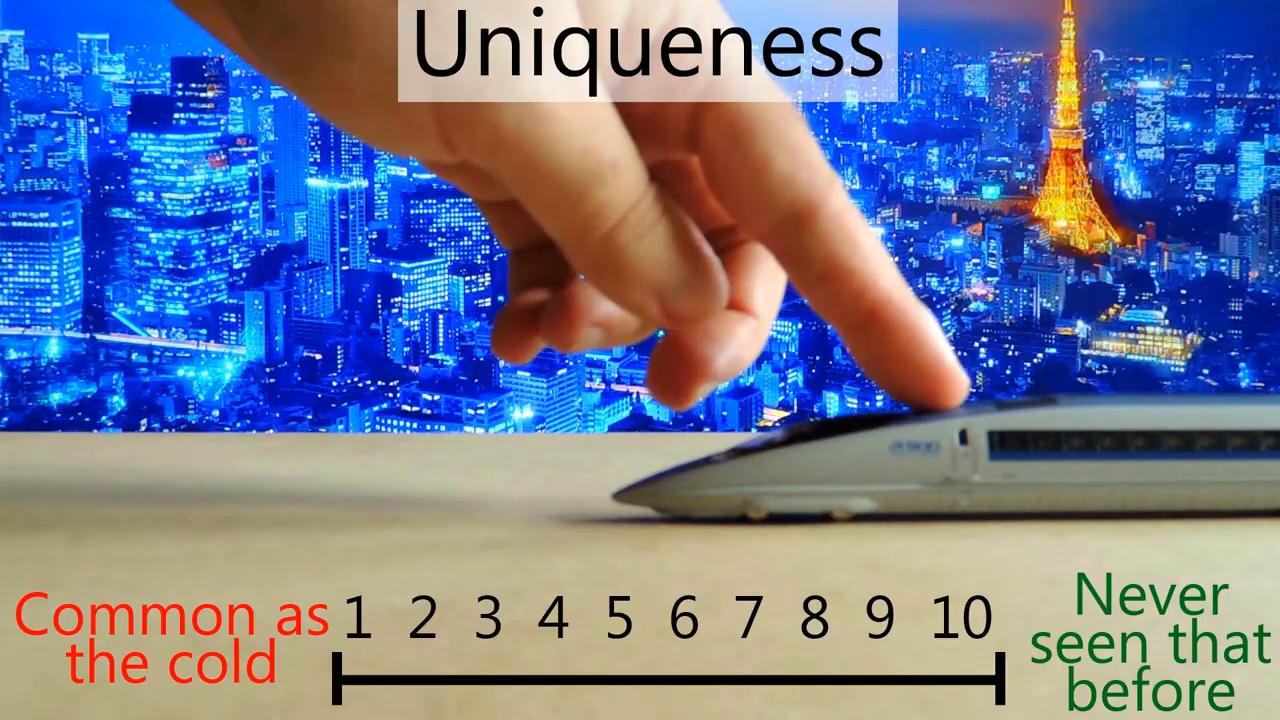 Uniqueness
Common as
the cold
1 2 3 4 5 6 7 8 9 10
Never
seen that
before